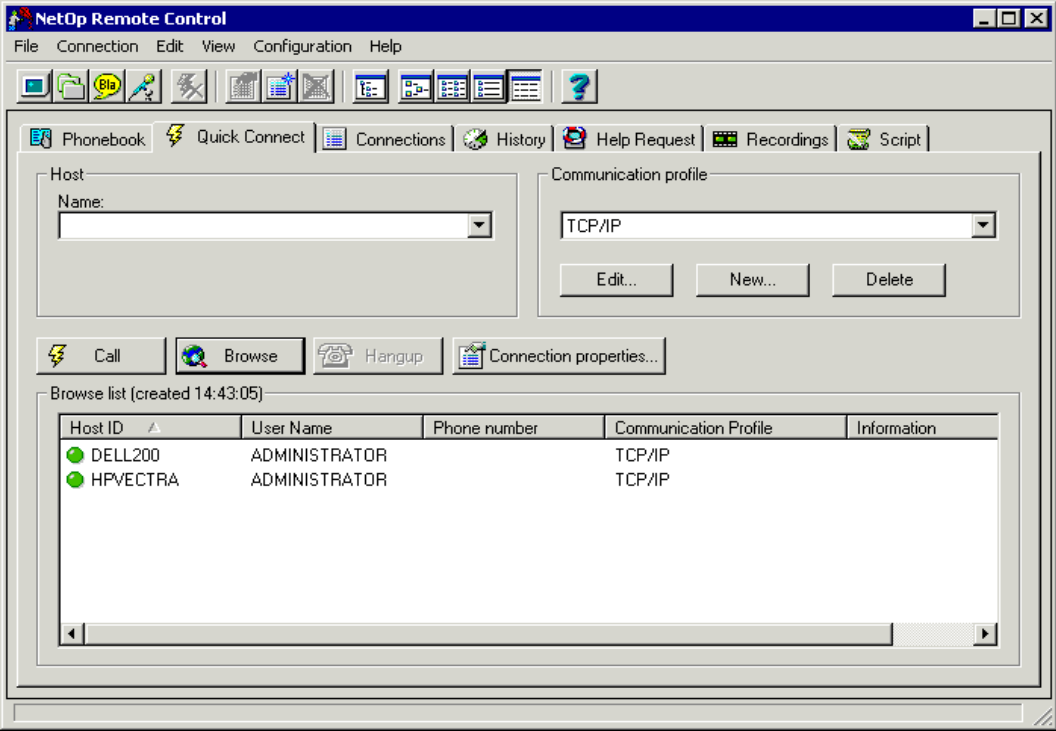 NetOp Remote Control
File Connection Edit View Configuration Help
Bla
Phonebook Quick Connect Connections History Help Request Recordings Script
Host Communication profile
Name:
TCP/IP
Edit... New... Delete
Call Browse Hangup Connection properties...
Browse list (created 14:43:05)
Host ID User Name Phone number Communication Profile Information
DELL200 ADMINISTRATOR TCP/IP
HPVECTRA ADMINISTRATOR TCP/IP